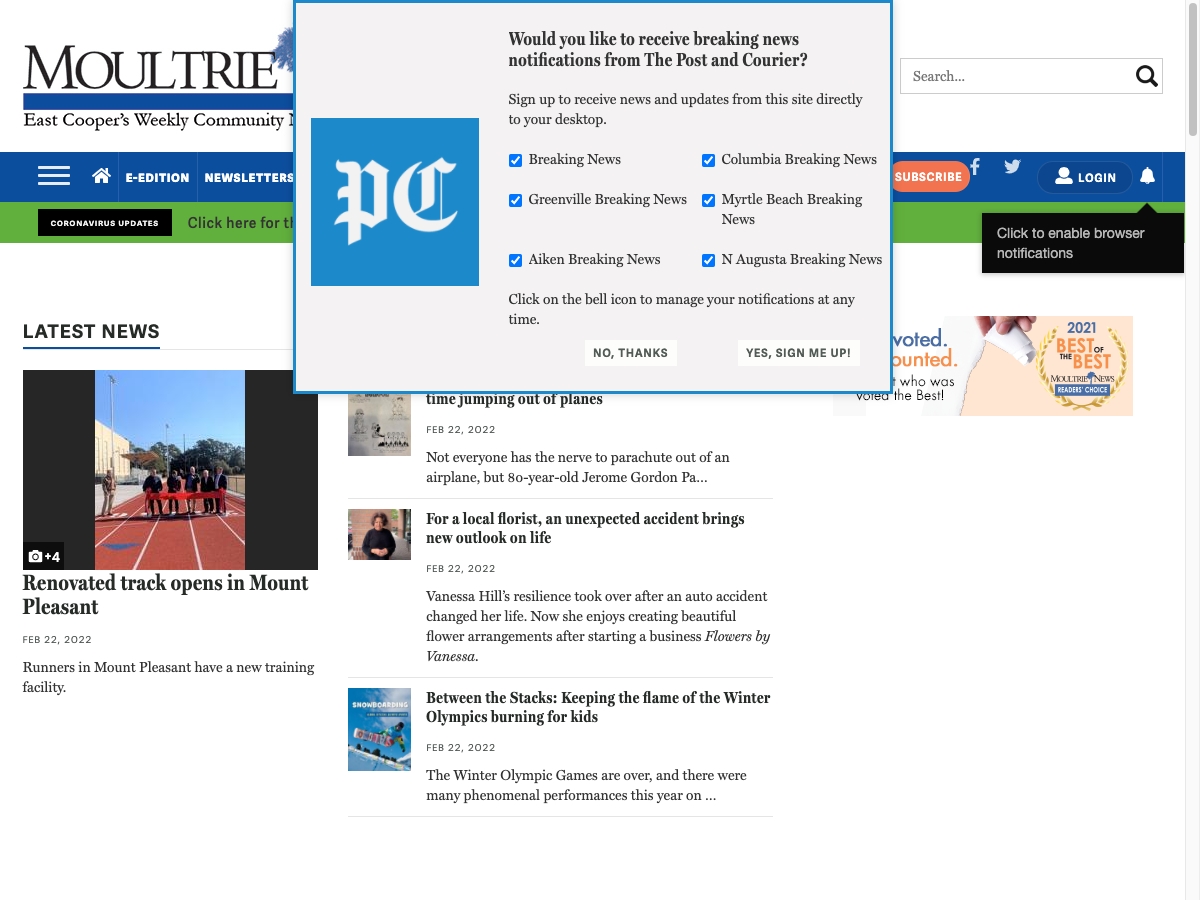 MOULTRIE
East Cooper's Weekly Community
Would you like to receive breaking news
notifications from The Post and Courier?
Sign up to receive news and updates from this site directly
to your desktop.
Breaking News
Columbia Breaking News
Greenville Breaking News
Myrtle Beach Breaking
News
Aiken Breaking News
N Augusta Breaking News
Click on the bell icon to manage your notifications at any
time.
NO, THANKS
YES, SIGN ME UP!
pC
Search...
E-EDITION
NEWSLETTERS
SUBSCRIBE
LOGIN
CORONAVIRUS UPDATES
Click here for
Click to enable browser
notifications
LATEST NEWS
+4
Renovated track opens in Mount
Pleasant
FEB 22, 2022
Runners in Mount Pleasant have a new training
facility.
time jumping out of planes
FEB 22, 2022
Not everyone has the nerve to parachute out of an
airplane, but 80-year-old Jerome Gordon Pa...
For a local florist, an unexpected accident brings
new outlook on life
FEB 22, 2022
Vanessa Hill's resilience took over after an auto accident
changed her life. Now she enjoys creating beautiful
flower arrangements after starting a business Flowers by
Vanessa.
SNOWBOARDING
Between the Stacks: Keeping the flame of the Winter
Olympics burning for kids
FEB 22, 2022
The Winter Olympic Games are over, and there were
many phenomenal performances this year on ...
voted.
who was
voted the Best!
2021
BEST OF
THE BEST
MOULTRIE NEWS
READERS' CHOICE